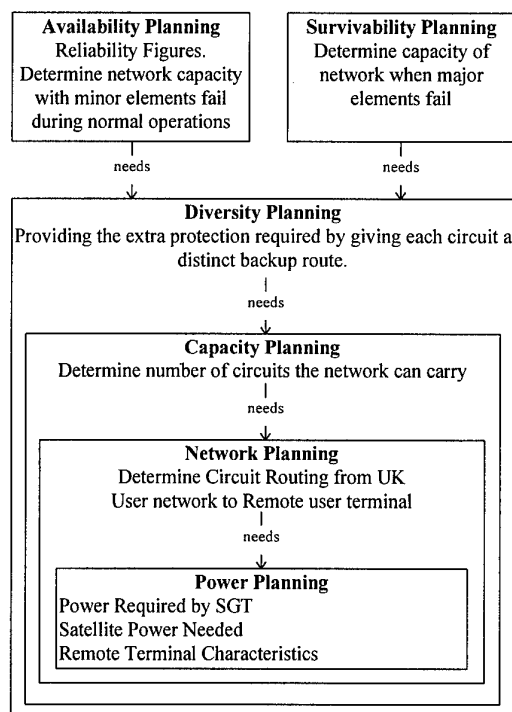 Availability Planning
Reliability Figures.
Determine network capacity
with minor elements fail
during normal operations
Survivability Planning
Determine capacity of
network when major
elements fail
needs
needs
Diversity Planning
Providing the extra protection required by giving each circuit a
distinct backup route.
needs
Capacity Planning
Determine number of circuits the network can carry
needs
Network Planning
Determine Circuit Routing from UK
User network to Remote user terminal
needs
Power Planning
Power Required by SGT
Satellite Power Needed
Remote Terminal Characteristics